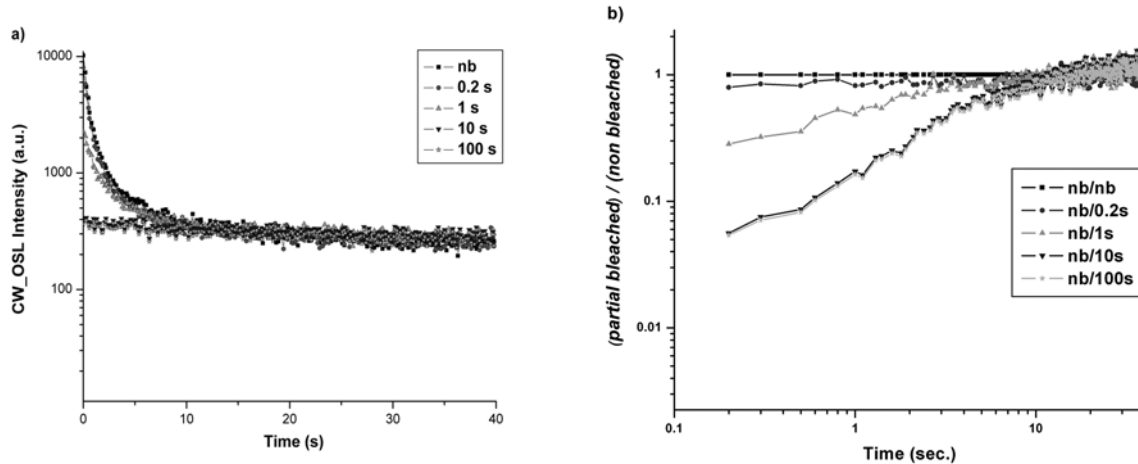 a)
CW_OSL Intensity (a.u.)
10000
1000
100
0
10
20
30
40
Time (s)
nb
0.2 s
1 s
10 s
100 s
b)
(partial bleached) / (non bleached)
1
0.1
0.01
0.1
1
10
Time (sec.)
nb/nb
nb/0.2s
nb/1s
nb/10s
nb/100s